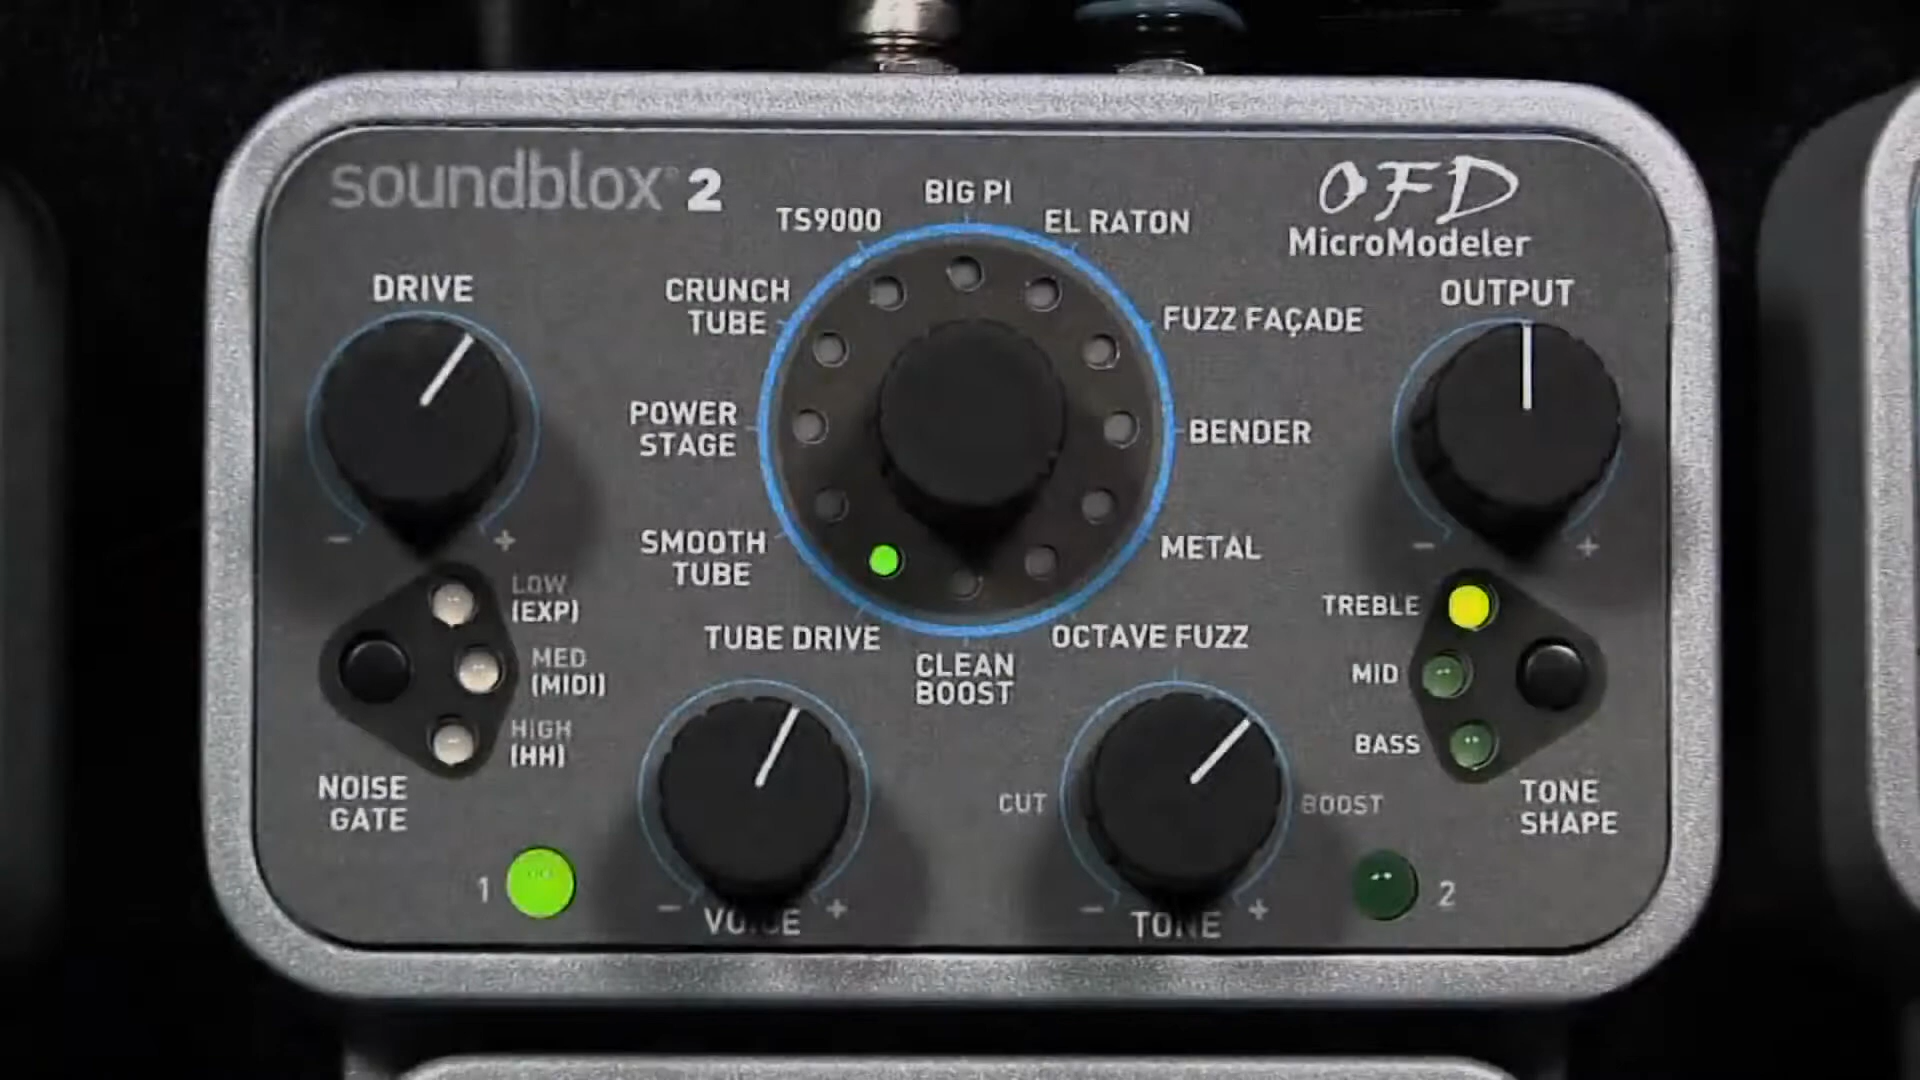 soundblox® 2
OFD
MicroModeler
BIG PI
TS9000
EL RATON
DRIVE
CRUNCH
TUBE
FUZZ FAÇADE
OUTPUT
POWER
STAGE
BENDER
- +
SMOOTH
TUBE
METAL
- +
LOW
(EXP)
MED
(MIDI)
HIGH
(HH)
NOISE
GATE
TUBE DRIVE
CLEAN
BOOST
OCTAVE FUZZ
TREBLE
MID
BASS
TONE
SHAPE
CUT
BOOST
1
- +
VOICE
- +
TONE
2